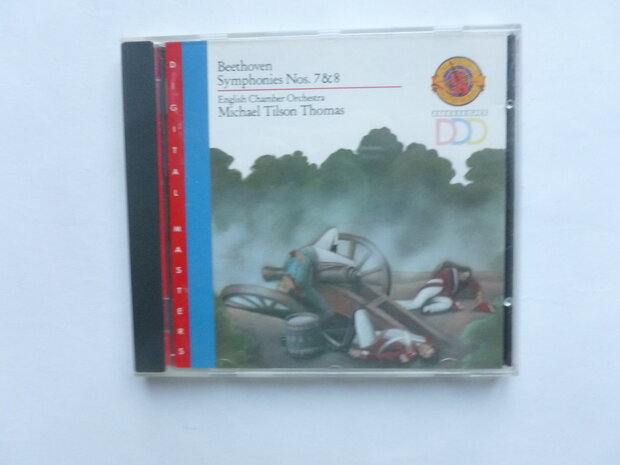 Beethoven
Symphonies Nos. 7 & 8
English Chamber Orchestra
Michael Tilson Thomas
DDD
DIGITAL MASTERS